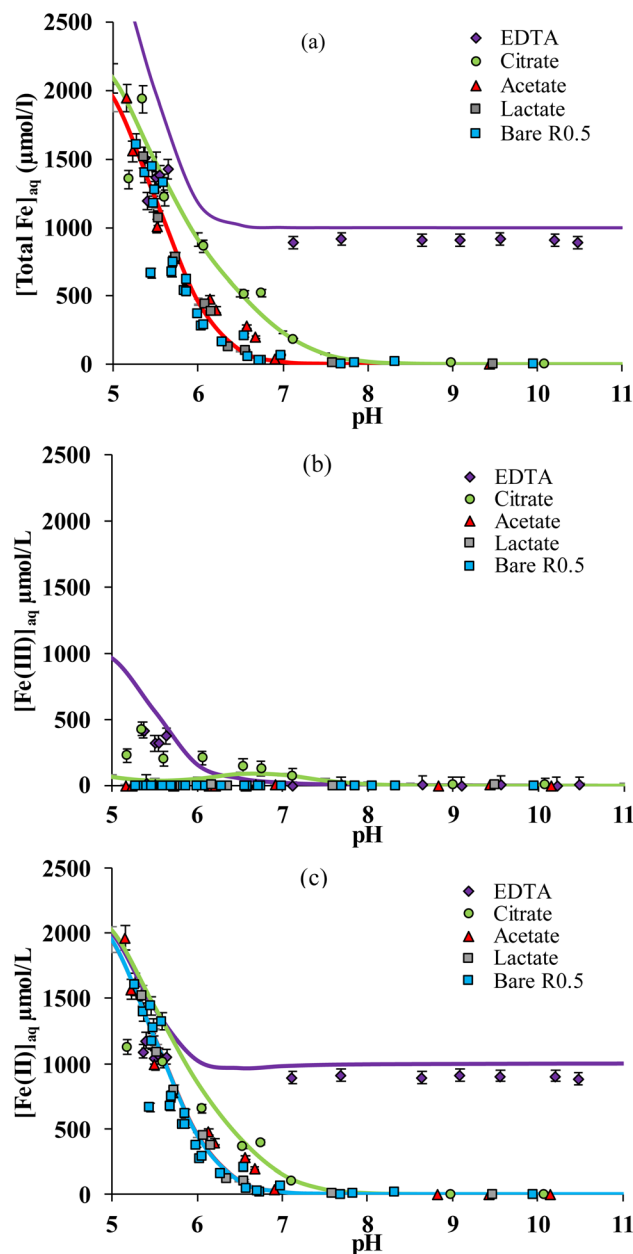 (a)
[Total Fe]aq (μmol/l)
2500
2000
1500
1000
500
0
5 6 7 8 9 10 11
pH
EDTA
Citrate
Acetate
Lactate
Bare R0.5
(b)
[Fe(III)]aq μmol/L
2500
2000
1500
1000
500
0
5 6 7 8 9 10 11
pH
EDTA
Citrate
Acetate
Lactate
Bare R0.5
(c)
[Fe(II)]aq μmol/L
2500
2000
1500
1000
500
0
5 6 7 8 9 10 11
pH
EDTA
Citrate
Acetate
Lactate
Bare R0.5